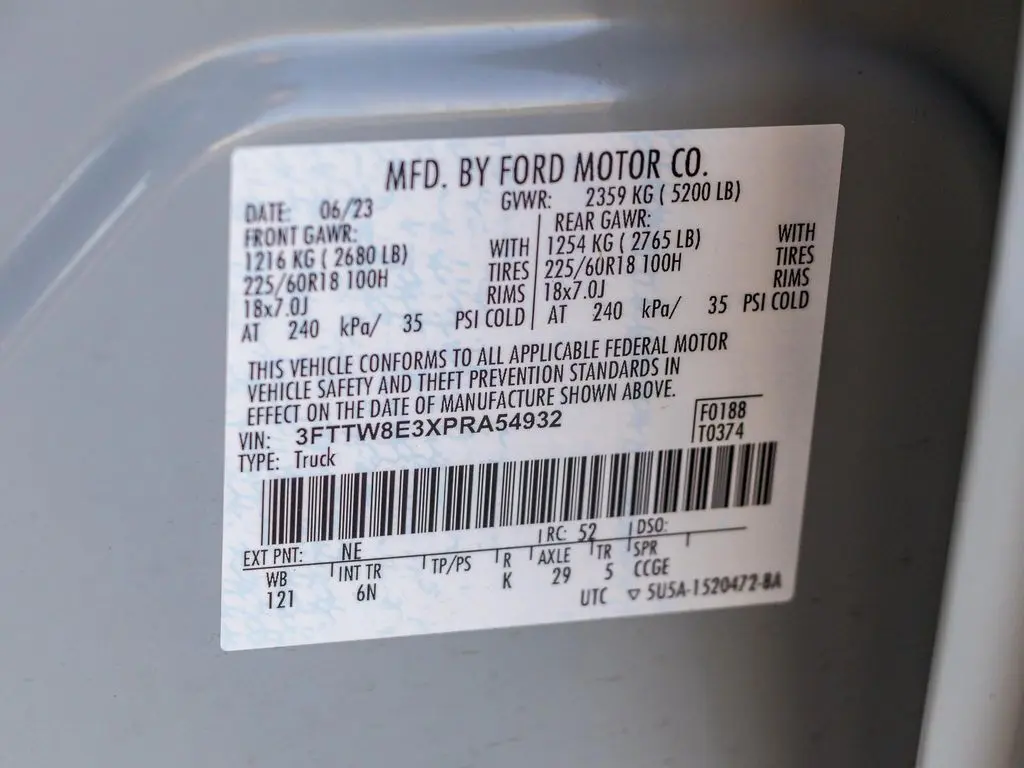 MFD. BY FORD MOTOR CO.
DATE: 06/23 GVWR: 2359 KG ( 5200 LB)
FRONT GAWR: REAR GAWR:
1216 KG ( 2680 LB) WITH 1254 KG ( 2765 LB) WITH
225/60R18 100H TIRES 225/60R18 100H TIRES
18x7.0J RIMS 18x7.0J RIMS
AT 240 kPa/ 35 PSI COLD AT 240 kPa/ 35 PSI COLD
THIS VEHICLE CONFORMS TO ALL APPLICABLE FEDERAL MOTOR
VEHICLE SAFETY AND THEFT PREVENTION STANDARDS IN
EFFECT ON THE DATE OF MANUFACTURE SHOWN ABOVE.
VIN: 3FTTW8E3XPRA54932 F0188
TYPE: Truck T0374
EXT PNT: NE RC: 52 DSO:
WB INT TR TP/PS R AXLE TR SPR
121 6N K 29 5 CCGE
UTC ▽ 5U5A-1520472-BA